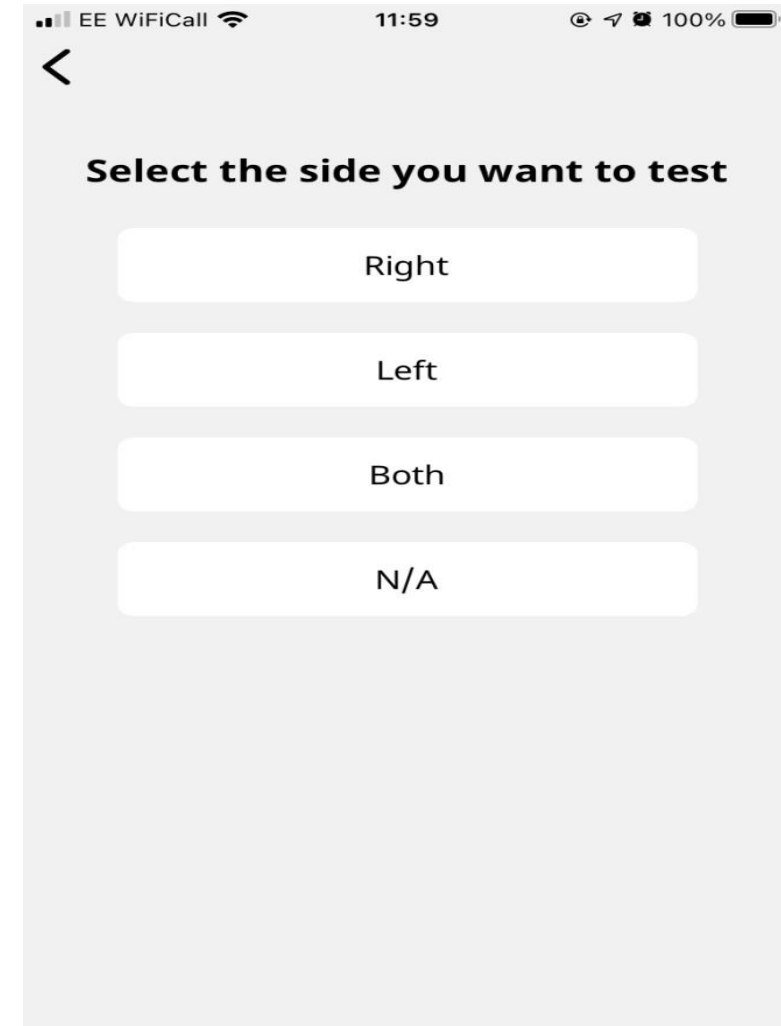 EE WiFiCall 11:59 100%
Select the side you want to test
Right
Left
Both
N/A